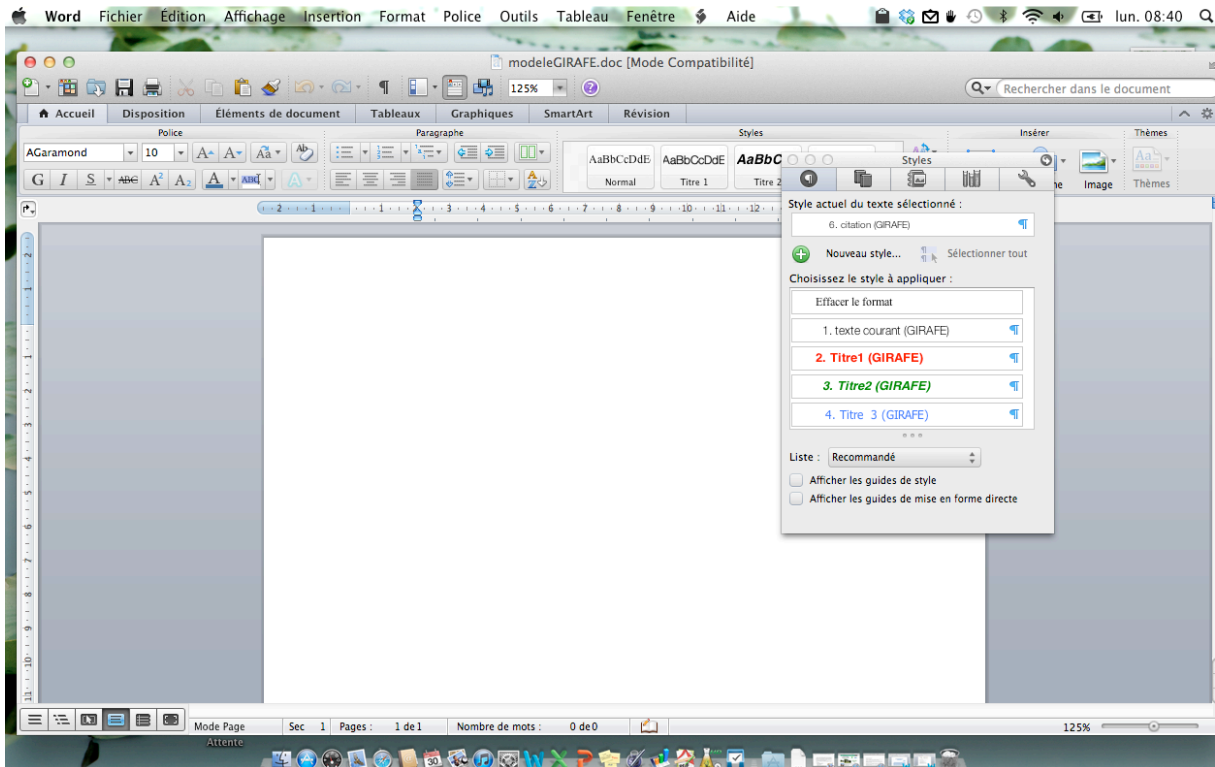 Word Fichier Édition Affichage Insertion Format Police Outils Tableau Fenêtre Aide lun. 08:40
modeleGIRAFE.doc [Mode Compatibilité]
125% Rechercher dans le document
Accueil Disposition Éléments de document Tableaux Graphiques SmartArt Révision
Police Paragraphe Styles Insérer Thèmes
AGaramond 10 A A Aa Ab AaBbCcDdE AaBbCcDdE AaBbC
G I S ABC A² A₂ A ABC A Normal Titre 1 Titre 2 Image Thèmes
Styles
Style actuel du texte sélectionné :
6. citation (GIRAFE) ¶
Nouveau style... Sélectionner tout
Choisissez le style à appliquer :
Effacer le format
1. texte courant (GIRAFE) ¶
2. Titre1 (GIRAFE) ¶
3. Titre2 (GIRAFE) ¶
4. Titre 3 (GIRAFE) ¶
Liste : Recommandé
Afficher les guides de style
Afficher les guides de mise en forme directe
Mode Page Sec 1 Pages : 1 de 1 Nombre de mots : 0 de 0 125%
Attente